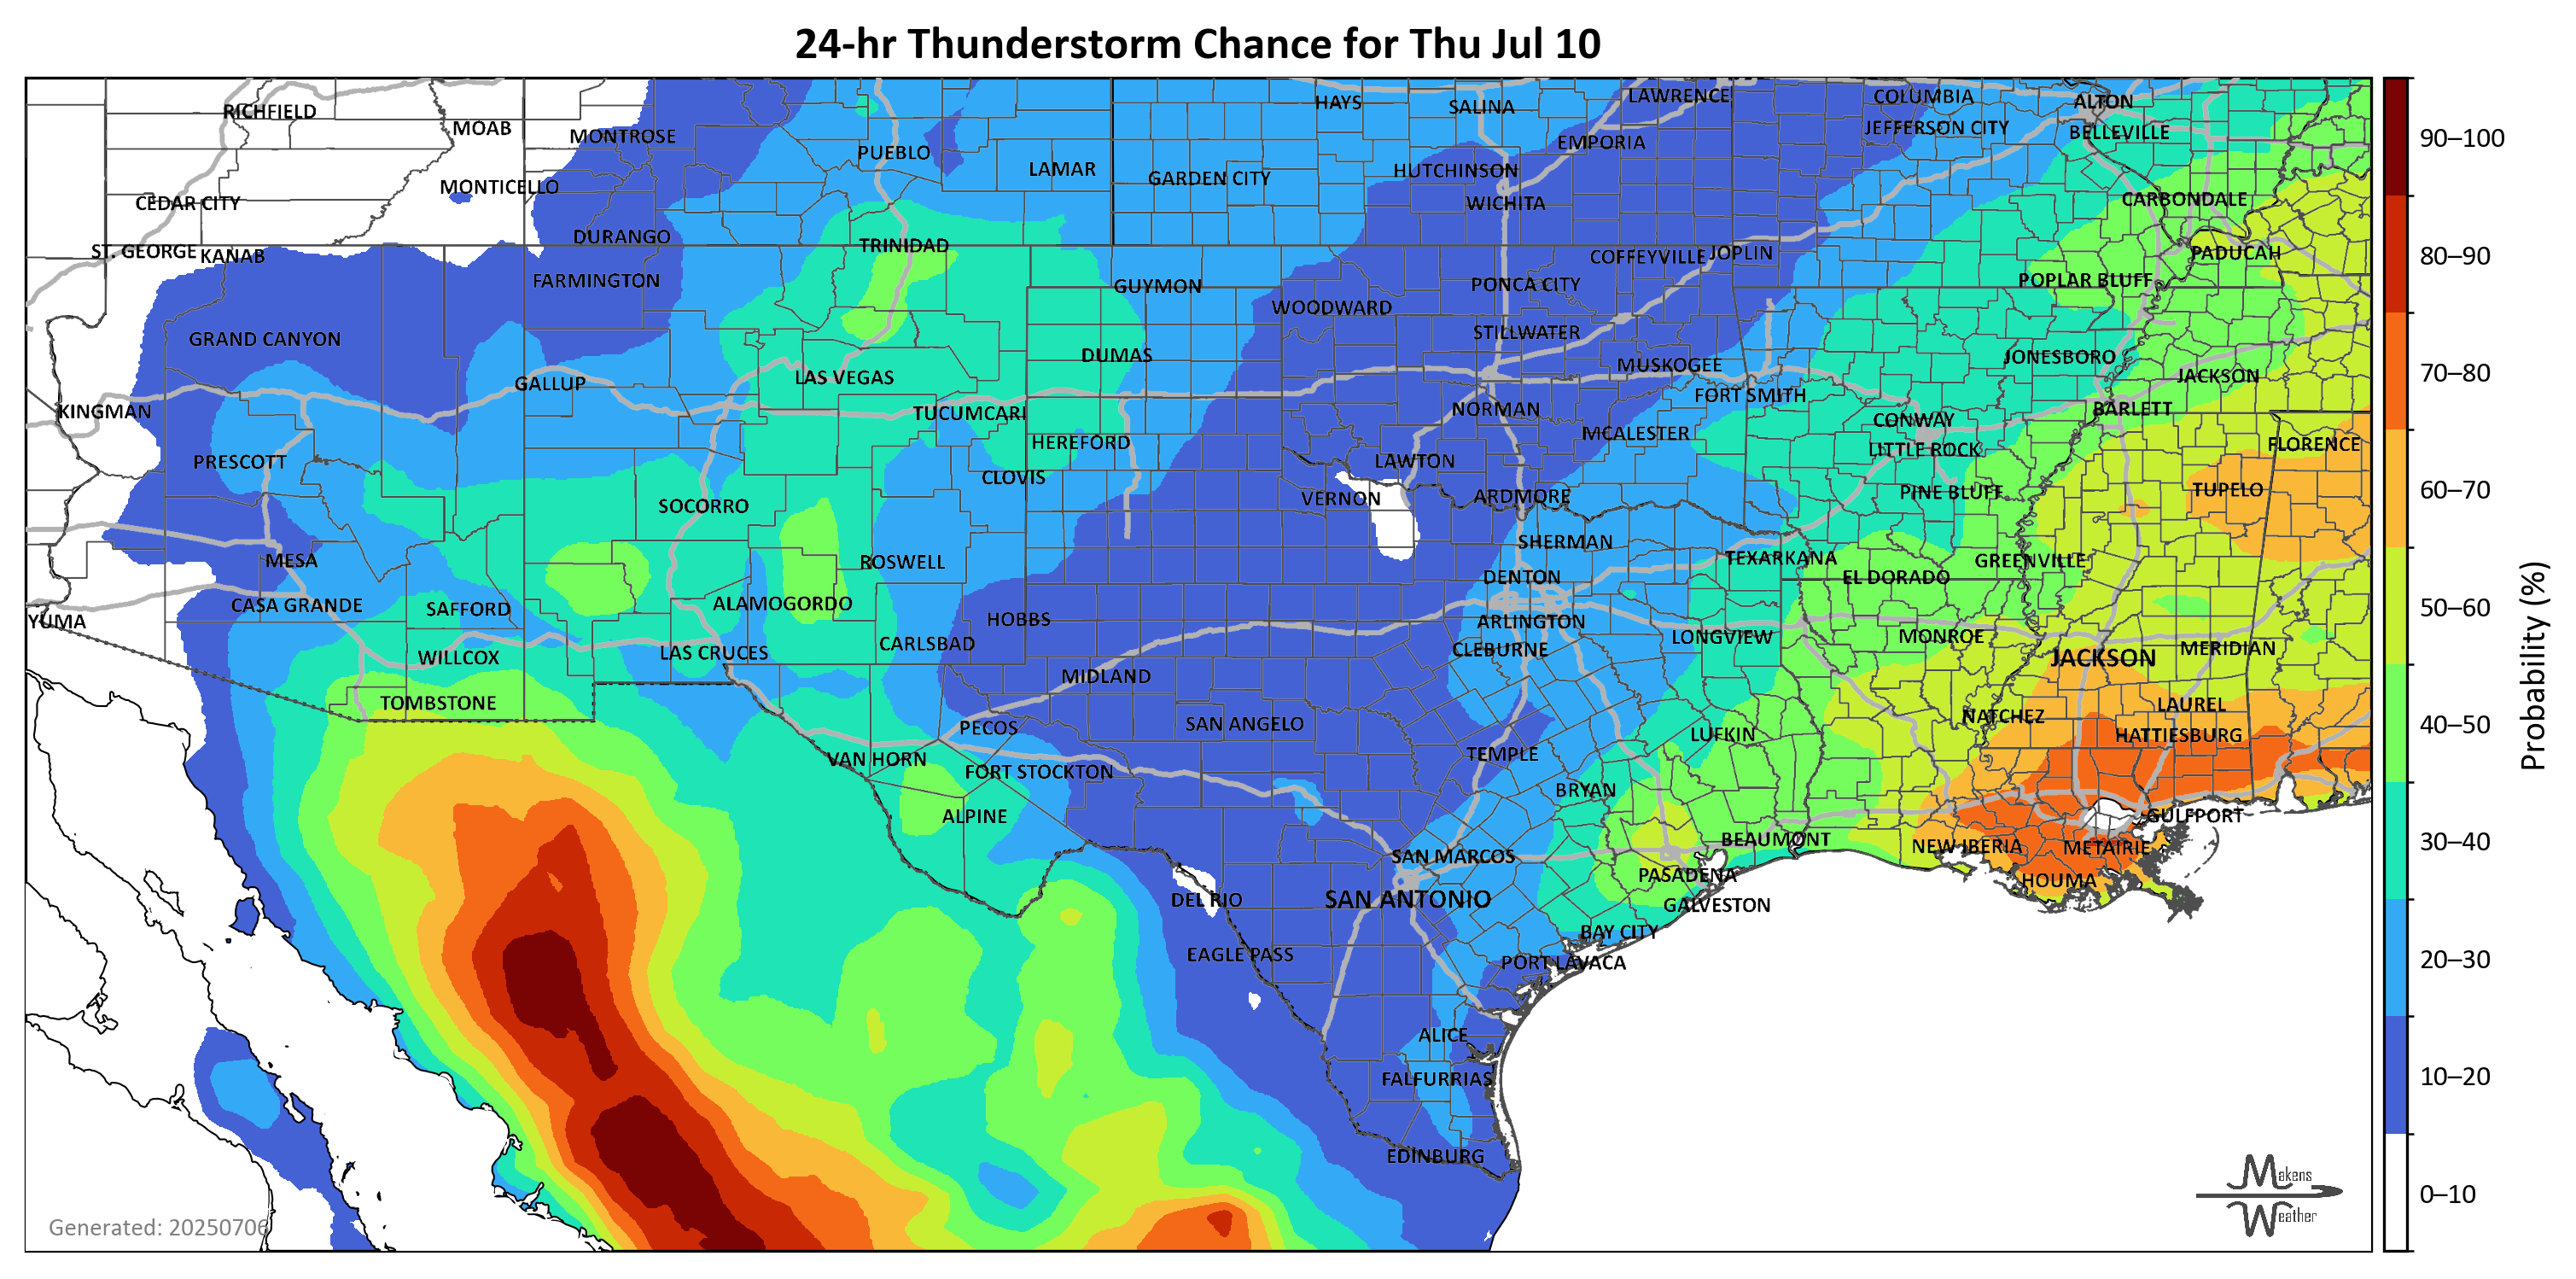 24-hr Thunderstorm Chance for Thu Jul 10
RICHFIELD
MOAB
MONTROSE
PUEBLO
LAMAR
HAYS
SALINA
LAWRENCE
COLUMBIA
ALTON
EMPORIA
JEFFERSON CITY
BELLEVILLE
MONTICELLO
CEDAR CITY
GARDEN CITY
HUTCHINSON
WICHITA
CARBONDALE
DURANGO
TRINIDAD
ST. GEORGE
KANAB
COFFEYVILLE
JOPLIN
PADUCAH
FARMINGTON
GUYMON
WOODWARD
PONCA CITY
POPLAR BLUFF
GRAND CANYON
STILLWATER
DUMAS
JONESBORO
GALLUP
LAS VEGAS
MUSKOGEE
JACKSON
KINGMAN
TUCUMCARI
NORMAN
FORT SMITH
BARLETT
HEREFORD
MCALESTER
CONWAY
FLORENCE
PRESCOTT
CLOVIS
LAWTON
LITTLE ROCK
SOCORRO
VERNON
ARDMORE
PINE BLUFF
TUPELO
MESA
ROSWELL
SHERMAN
TEXARKANA
GREENVILLE
DENTON
EL DORADO
CASA GRANDE
SAFFORD
ALAMOGORDO
YUMA
HOBBS
ARLINGTON
WILLCOX
LAS CRUCES
CARLSBAD
CLEBURNE
LONGVIEW
MONROE
JACKSON
MERIDIAN
MIDLAND
TOMBSTONE
PECOS
SAN ANGELO
LUFKIN
NATCHEZ
LAUREL
HATTIESBURG
VAN HORN
FORT STOCKTON
TEMPLE
BRYAN
ALPINE
GULFPORT
SAN MARCOS
BEAUMONT
NEW IBERIA
METAIRIE
PASADENA
HOUMA
DEL RIO
SAN ANTONIO
GALVESTON
BAY CITY
EAGLE PASS
PORT LAVACA
ALICE
FALFURRIAS
EDINBURG
Generated: 20250706
Makens
Weather
90–100
80–90
70–80
60–70
50–60
40–50
30–40
20–30
10–20
0–10
Probability (%)